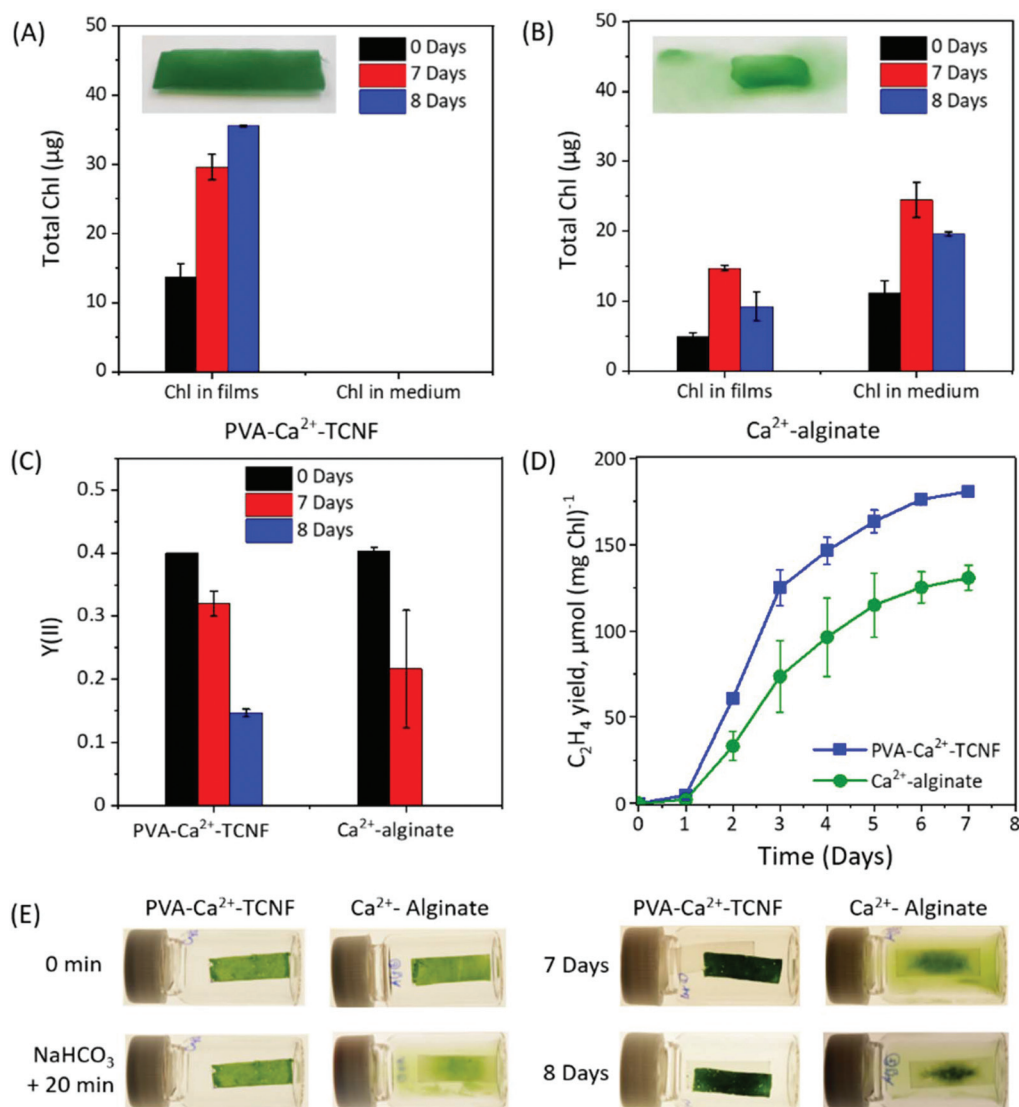 (A)
50
40
30
20
10
0
Total Chl (µg)
0 Days
7 Days
8 Days
Chl in films
Chl in medium
PVA-Ca²⁺-TCNF
(B)
50
40
30
20
10
0
Total Chl (µg)
0 Days
7 Days
8 Days
Chl in films
Chl in medium
Ca²⁺-alginate
(C)
0.5
0.4
0.3
0.2
0.1
0
Y(II)
0 Days
7 Days
8 Days
PVA-Ca²⁺-TCNF
Ca²⁺-alginate
(D)
200
150
100
50
0
C₂H₄ yield, µmol (mg Chl)⁻¹
PVA-Ca²⁺-TCNF
Ca²⁺-alginate
0 1 2 3 4 5 6 7 8
Time (Days)
(E)
PVA-Ca²⁺-TCNF Ca²⁺- Alginate
0 min
NaHCO₃
+ 20 min
PVA-Ca²⁺-TCNF Ca²⁺- Alginate
7 Days
8 Days